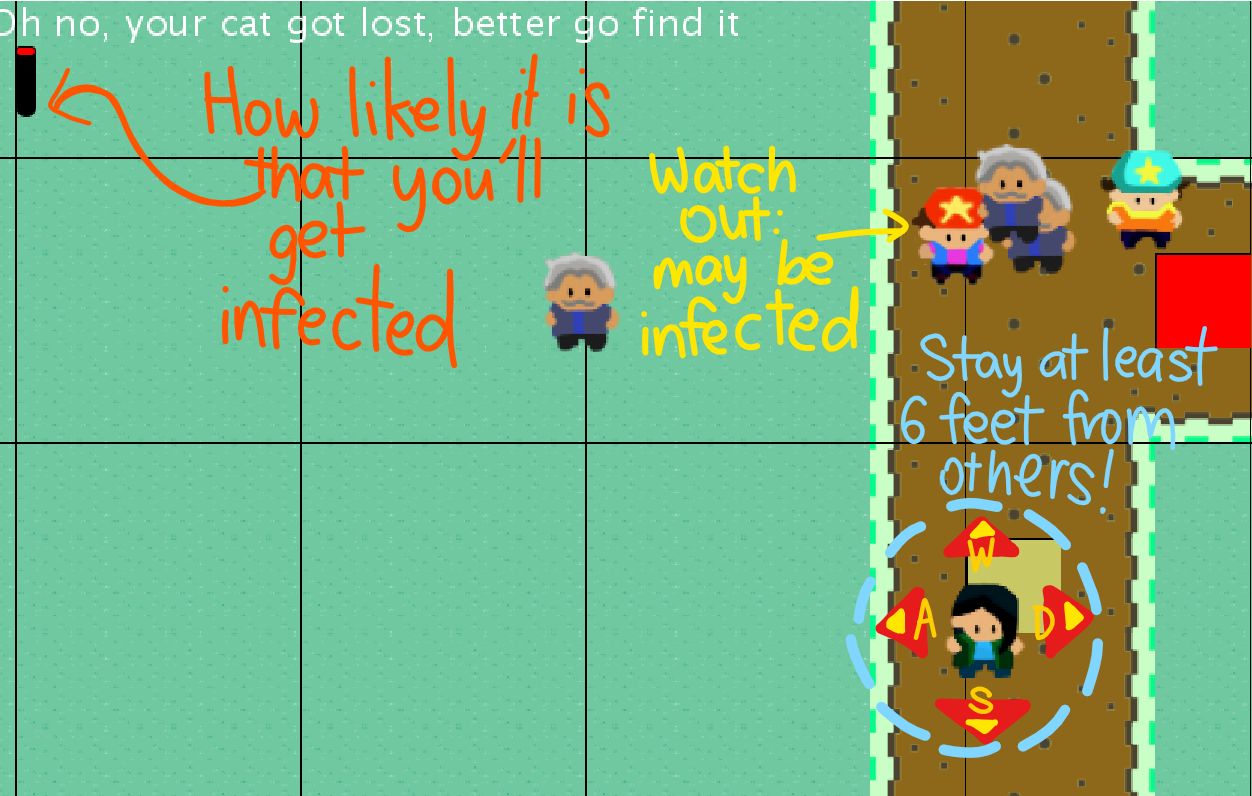 Oh no, your cat got lost, better go find it
How likely it is
that you'll
get
infected
Watch
out:
may be
infected
Stay at least
6 feet from
others!
W
A
D
S